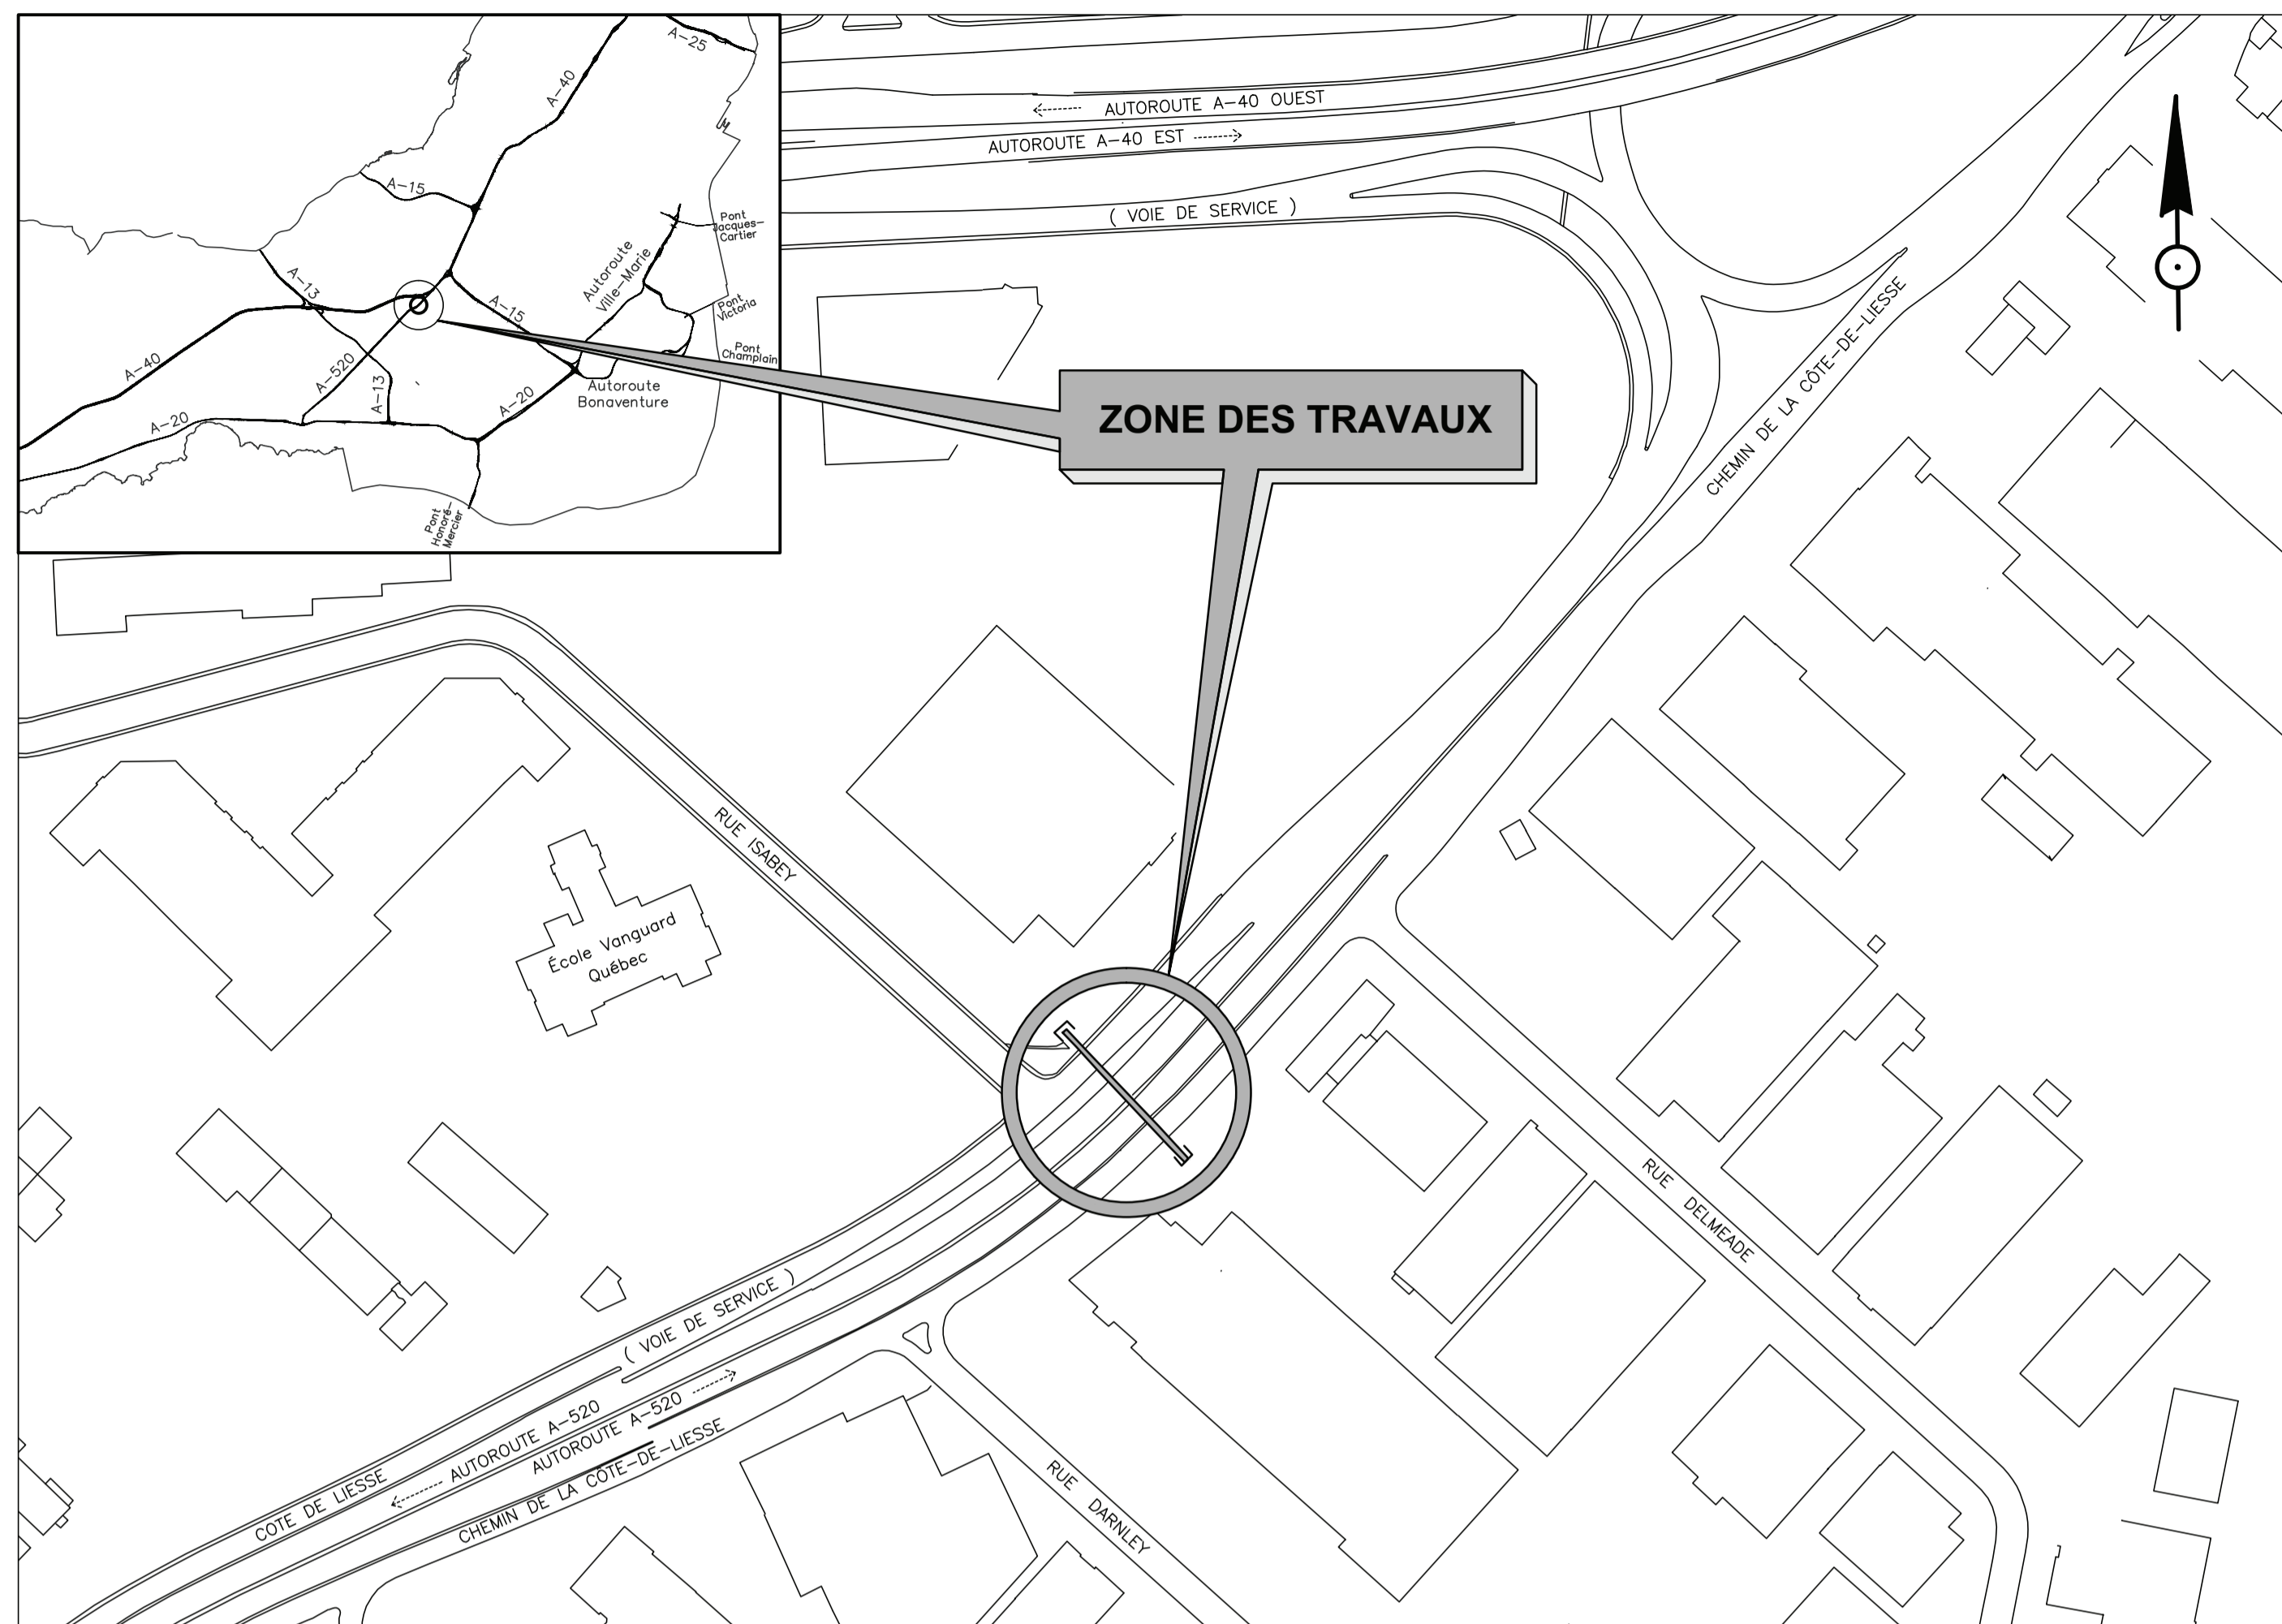 A-25
A-40
A-15
Pont
Jacques-
Cartier
Autoroute
Ville-Marie
A-13
A-15
Pont
Victoria
Pont
Champlain
A-40
A-520
A-13
A-20
Autoroute
Bonaventure
A-20
Pont
Honoré-
Mercier
AUTOROUTE A-40 OUEST
AUTOROUTE A-40 EST
( VOIE DE SERVICE )
CHEMIN DE LA CÔTE-DE-LIESSE
ZONE DES TRAVAUX
RUE ISABEY
École Vanguard
Québec
RUE DELMEADE
( VOIE DE SERVICE )
AUTOROUTE A-520
AUTOROUTE A-520
COTE DE LIESSE
CHEMIN DE LA CÔTE-DE-LIESSE
RUE DARNLEY